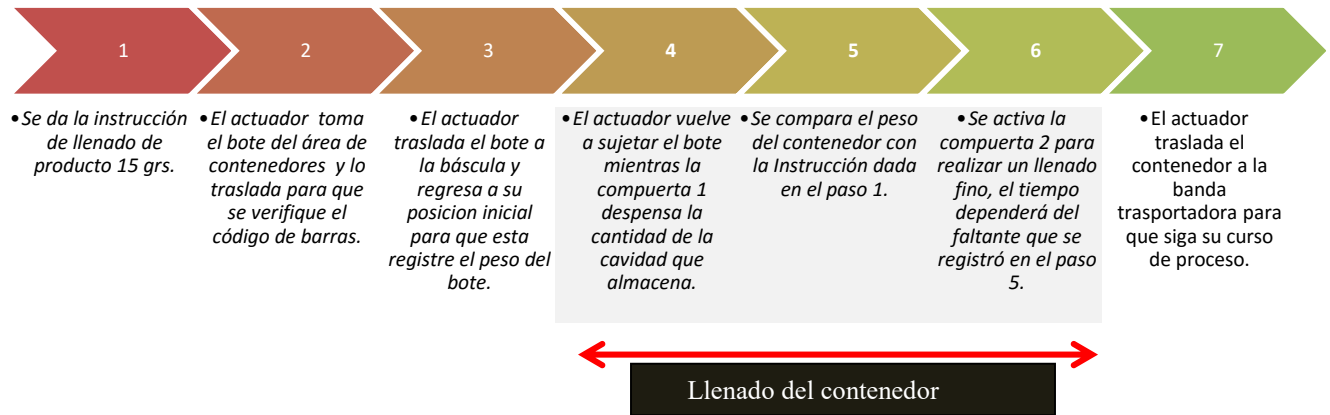 1
2
3
4
5
6
7
•Se da la instrucción
de llenado de
producto 15 grs.
•El actuador toma
el bote del área de
contenedores y lo
traslada para que
se verifique el
código de barras.
•El actuador
traslada el bote a
la báscula y
regresa a su
posicion inicial
para que esta
registre el peso del
bote.
•El actuador vuelve
a sujetar el bote
mientras la
compuerta 1
despensa la
cantidad de la
cavidad que
almacena.
•Se compara el peso
del contenedor con
la Instrucción dada
en el paso 1.
•Se activa la
compuerta 2 para
realizar un llenado
fino, el tiempo
dependerá del
faltante que se
registró en el paso
5.
•El actuador
traslada el
contenedor a la
banda
trasportadora para
que siga su curso
de proceso.
Llenado del contenedor